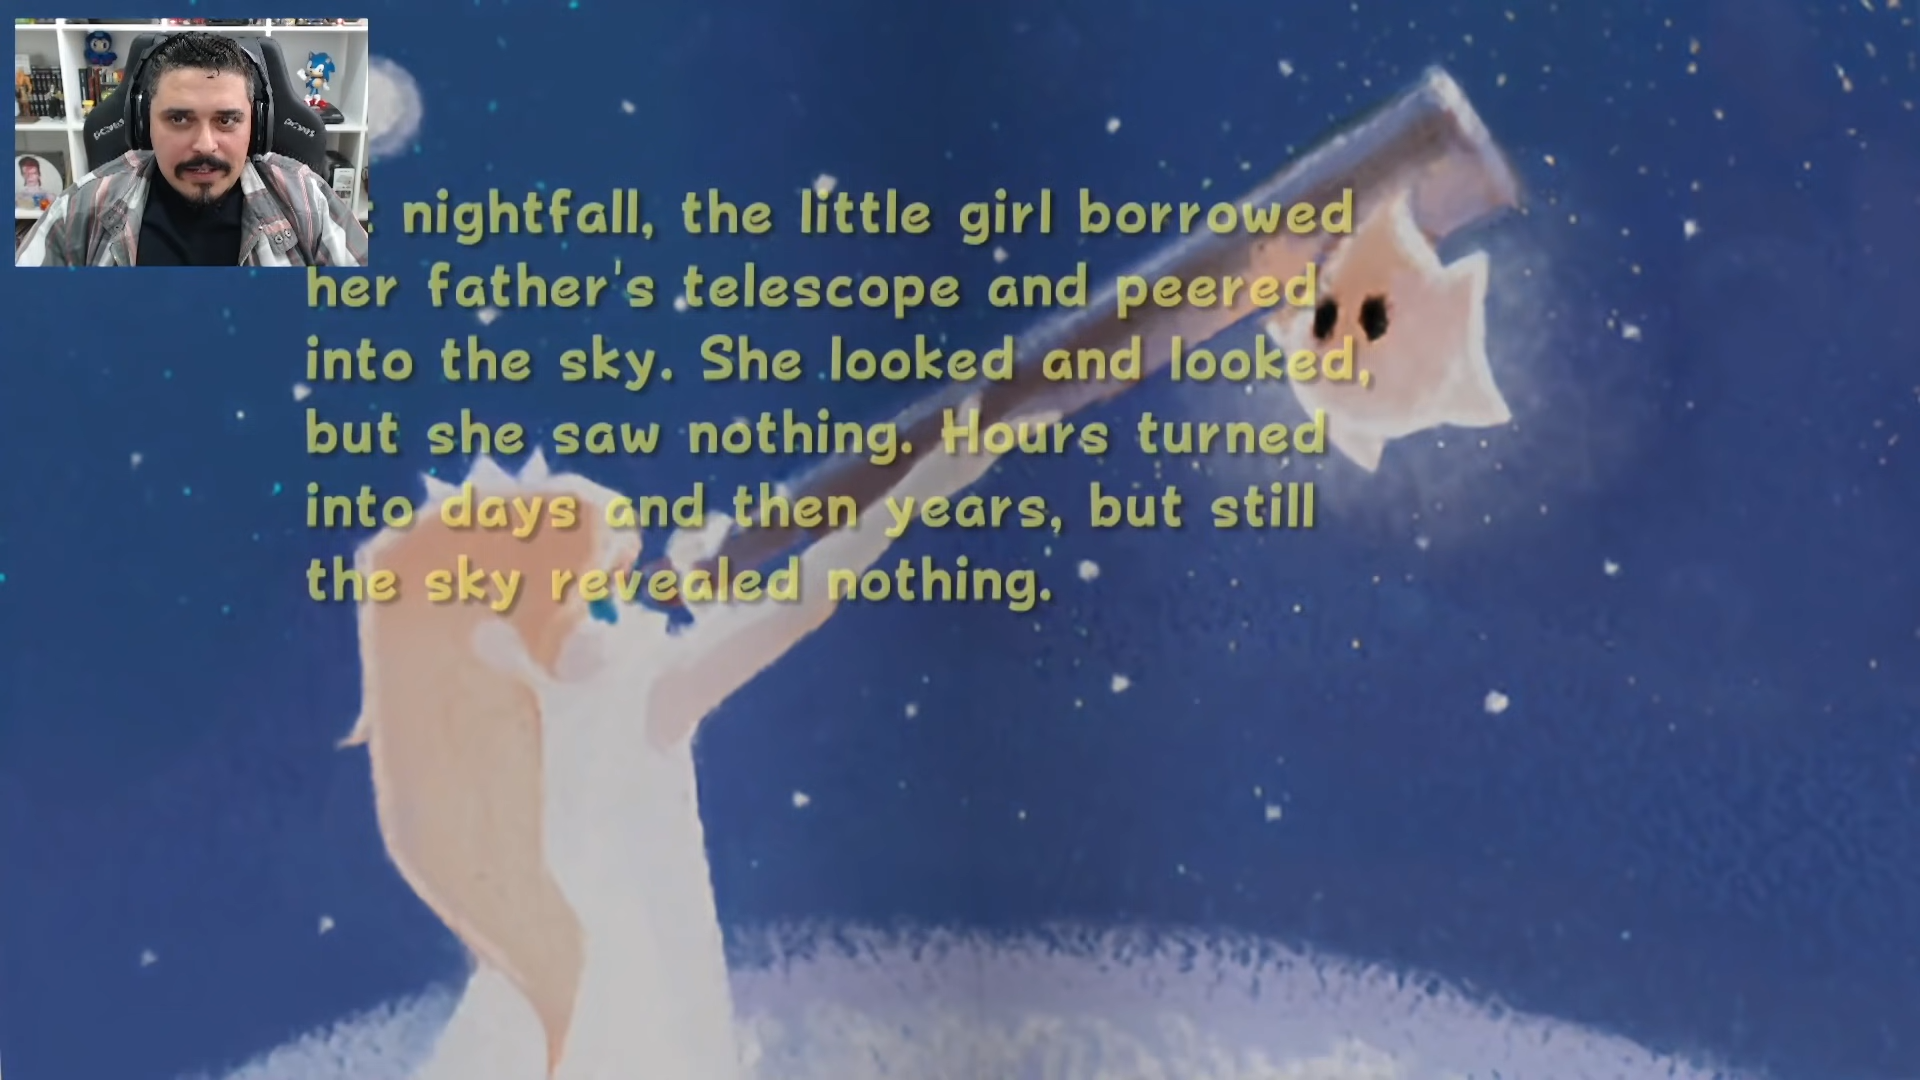 nightfall, the little girl borrowed
her father's telescope and peered
into the sky. She looked and looked,
but she saw nothing. Hours turned
into days and then years, but still
the sky revealed nothing.